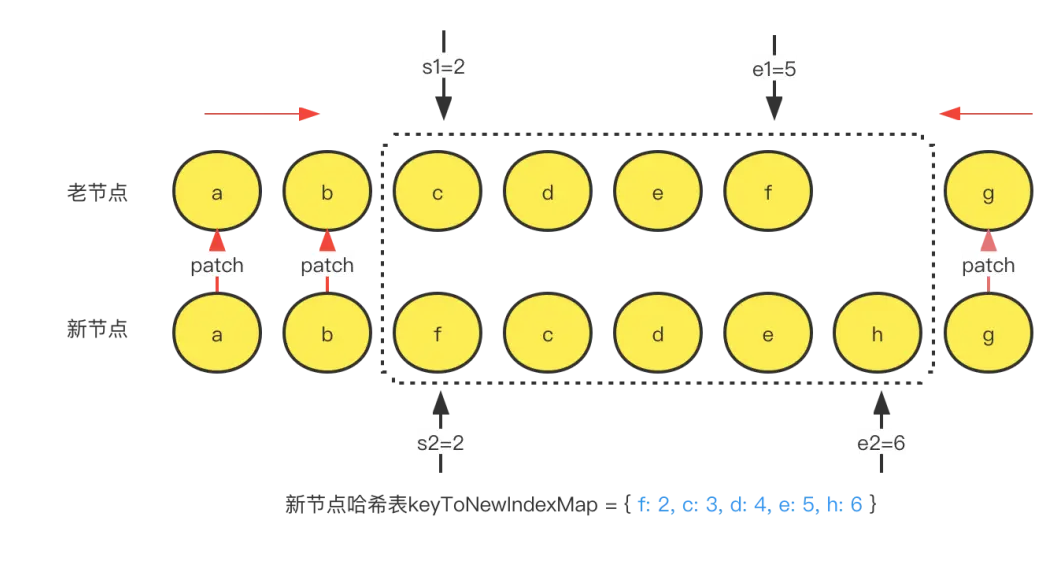 s1=2 e1=5
老节点 a b c d e f g
patch patch patch
新节点 a b f c d e h g
s2=2 e2=6
新节点哈希表keyToNewIndexMap = { f: 2, c: 3, d: 4, e: 5, h: 6 }